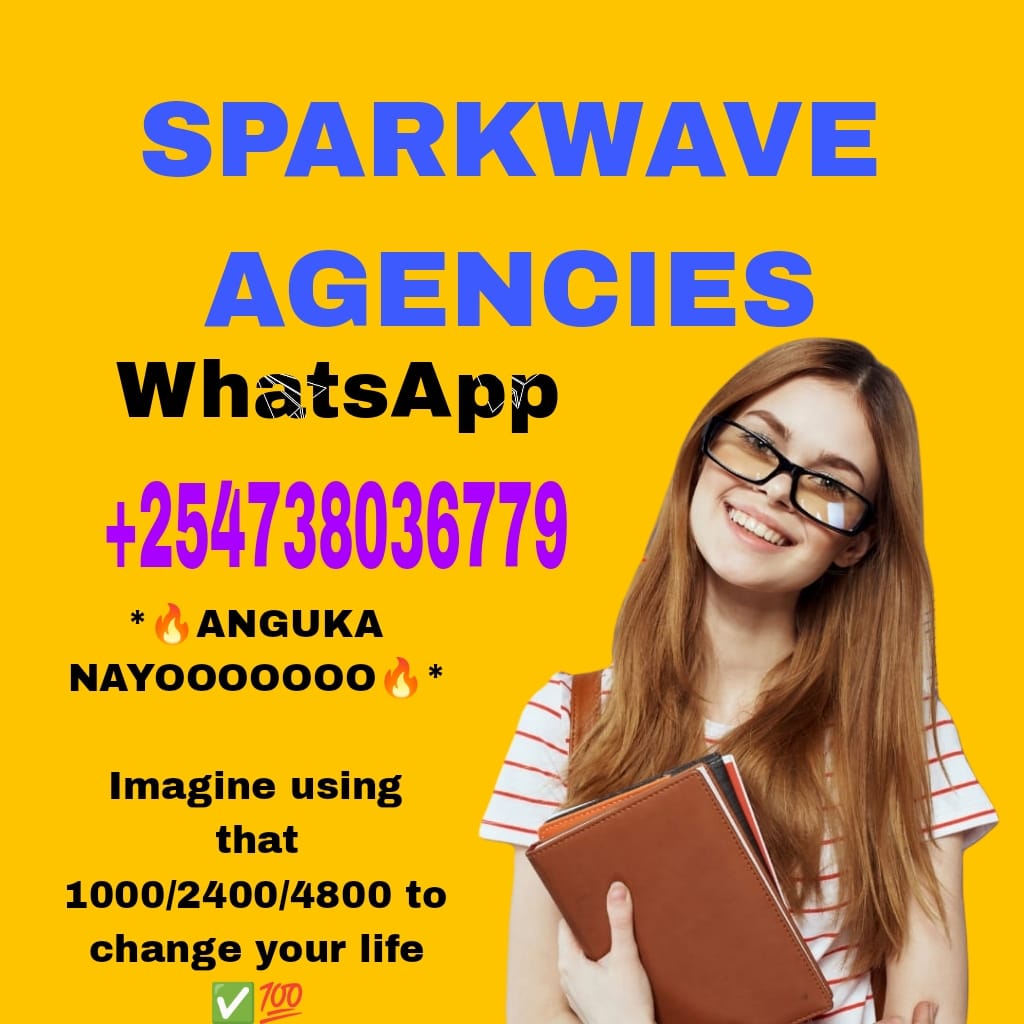 SPARKWAVE
AGENCIES
WhatsApp
+254738036779
*🔥ANGUKA
NAYOOOOOOO🔥*
Imagine using
that
1000/2400/4800 to
change your life
✅💯